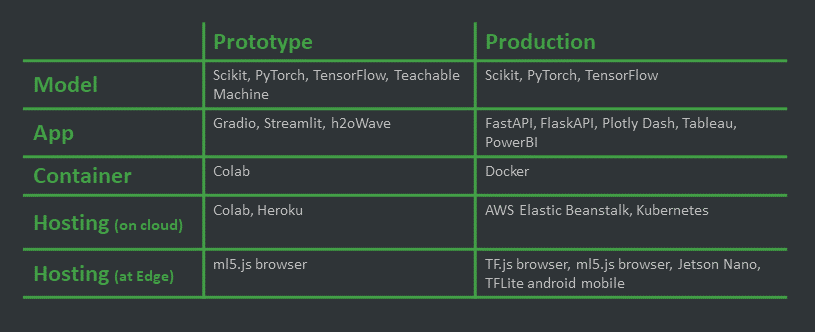 Prototype Production
Model Scikit, PyTorch, TensorFlow, Teachable Scikit, PyTorch, TensorFlow
Machine
App Gradio, Streamlit, h2oWave FastAPI, FlaskAPI, Plotly Dash, Tableau,
PowerBI
Container Colab Docker
Hosting (on cloud) Colab, Heroku AWS Elastic Beanstalk, Kubernetes
Hosting (at Edge) ml5.js browser TF.js browser, ml5.js browser, Jetson Nano,
TFLite android mobile